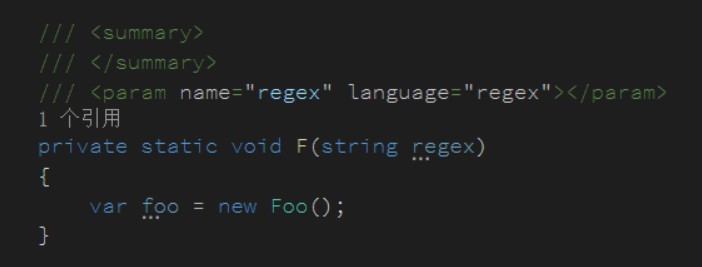 /// <summary>
/// </summary>
/// <param name="regex" language="regex"></param>
1 个引用
private static void F(string regex)
{
    var foo = new Foo();
}